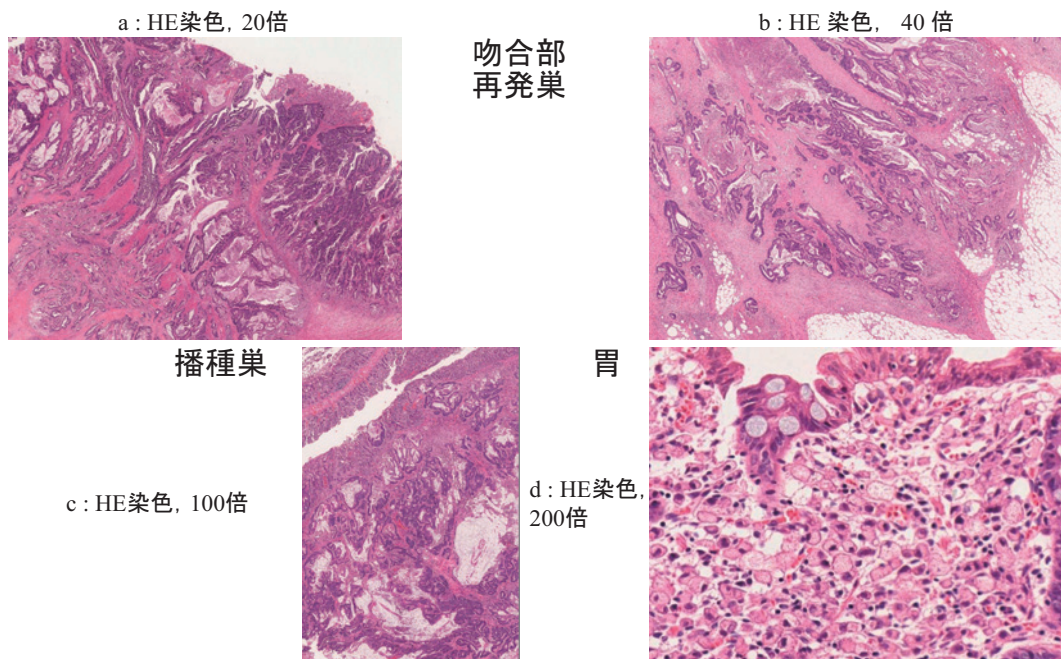 a : HE染色, 20倍
b : HE 染色, 40 倍
吻合部
再発巣
播種巣
胃
c : HE染色, 100倍
d : HE染色,
200倍